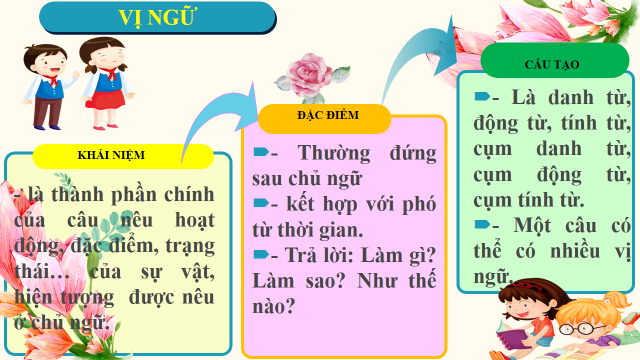 VỊ NGỮ
KHÁI NIỆM
- là thành phần chính
của câu nêu hoạt
động, đặc điểm, trạng
thái… của sự vật,
hiện tượng được nêu
ở chủ ngữ.
ĐẶC ĐIỂM
- Thường đứng
sau chủ ngữ
- kết hợp với phó
từ thời gian.
- Trả lời: Làm gì?
Làm sao? Như thế
nào?
CẤU TẠO
- Là danh từ,
động từ, tính từ,
cụm danh từ,
cụm động từ,
cụm tính từ.
- Một câu có
thể có nhiều vị
ngữ.